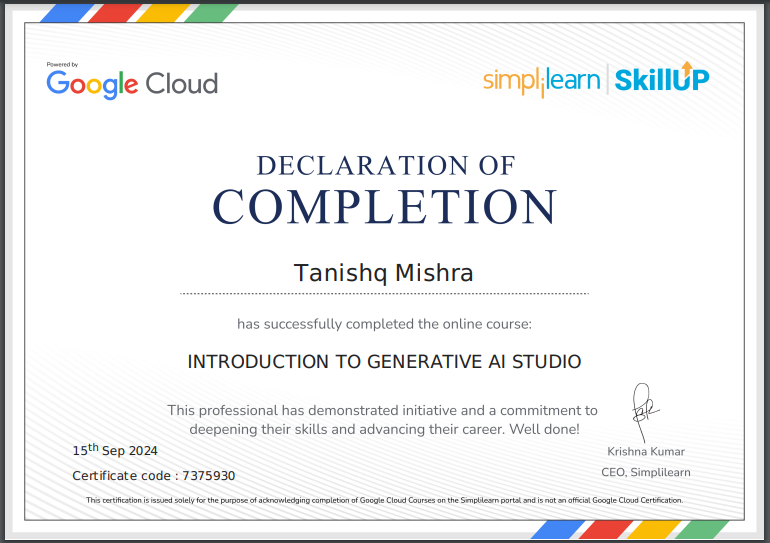 Powered by
Google Cloud
simplilearn | SkillUP
DECLARATION OF
COMPLETION
Tanishq Mishra
has successfully completed the online course:
INTRODUCTION TO GENERATIVE AI STUDIO
This professional has demonstrated initiative and a commitment to
deepening their skills and advancing their career. Well done!
15th Sep 2024
Certificate code : 7375930
Krishna Kumar
CEO, Simplilearn
This certification is issued solely for the purpose of acknowledging completion of Google Cloud Courses on the Simplilearn portal and is not an official Google Cloud Certification.